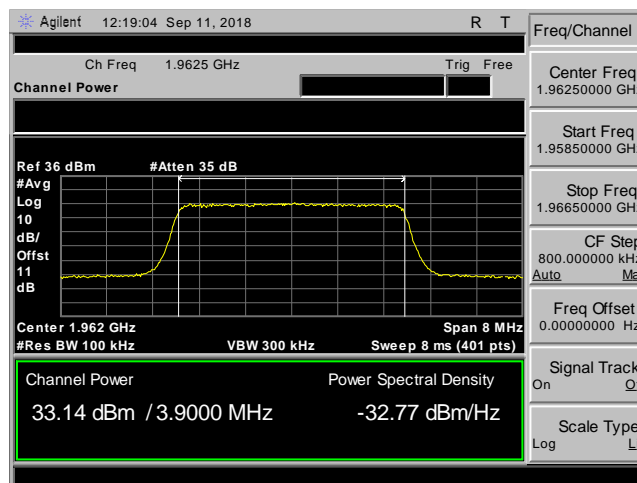 Agilent 12:19:04 Sep 11, 2018 R T
Freq/Channel
Ch Freq 1.9625 GHz Trig Free
Channel Power
Center Freq
1.96250000 GH
Start Freq
1.95850000 GH
Stop Freq
1.96650000 GH
CF Step
800.000000 kHz
Auto Ma
Freq Offset
0.00000000 Hz
Signal Track
On O
Scale Type
Log L
Ref 36 dBm #Atten 35 dB
#Avg
Log
10
dB/
Offst
11
dB
Center 1.962 GHz Span 8 MHz
#Res BW 100 kHz VBW 300 kHz Sweep 8 ms (401 pts)
Channel Power Power Spectral Density
33.14 dBm / 3.9000 MHz -32.77 dBm/Hz